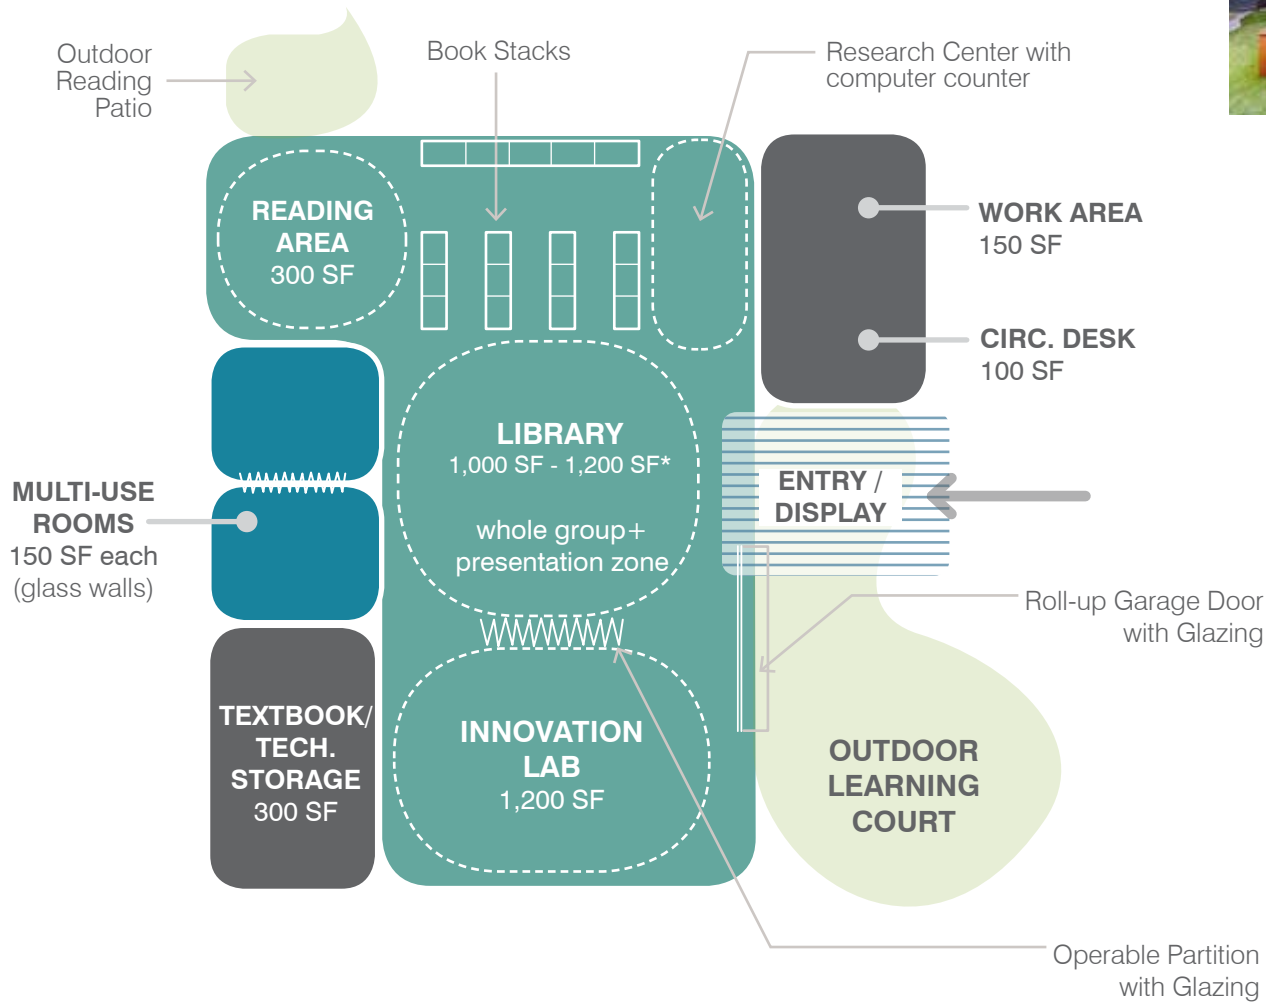 Outdoor
Reading
Patio
Book Stacks
Research Center with
computer counter
READING
AREA
300 SF
WORK AREA
150 SF
CIRC. DESK
100 SF
LIBRARY
1,000 SF - 1,200 SF*
whole group+
presentation zone
ENTRY /
DISPLAY
MULTI-USE
ROOMS
150 SF each
(glass walls)
Roll-up Garage Door
with Glazing
TEXTBOOK/
TECH.
STORAGE
300 SF
INNOVATION
LAB
1,200 SF
OUTDOOR
LEARNING
COURT
Operable Partition
with Glazing